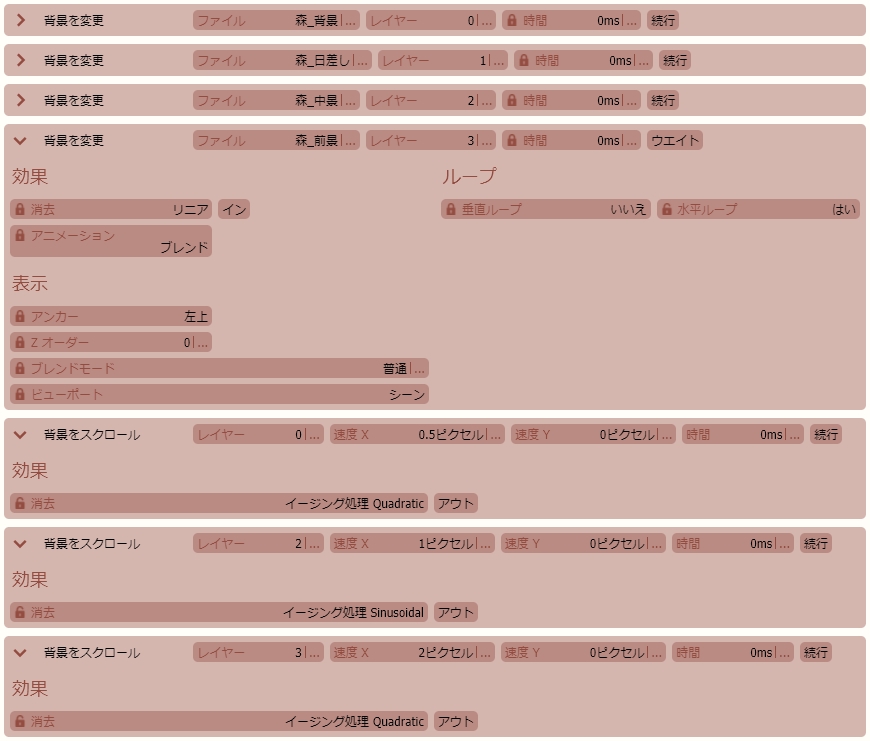 背景を変更 ファイル 森_背景|... レイヤー 0|... 時間 0ms|... 続行
背景を変更 ファイル 森_日差し|... レイヤー 1|... 時間 0ms|... 続行
背景を変更 ファイル 森_中景|... レイヤー 2|... 時間 0ms|... 続行
背景を変更 ファイル 森_前景|... レイヤー 3|... 時間 0ms|... ウエイト
効果 ループ
消去 リニア イン 垂直ループ いいえ 水平ループ はい
アニメーション
ブレンド
表示
アンカー 左上
Z オーダー 0|...
ブレンドモード 普通|...
ビューポート シーン
背景をスクロール レイヤー 0|... 速度 X 0.5ピクセル|... 速度 Y 0ピクセル|... 時間 0ms|... 続行
効果
消去 イージング処理 Quadratic アウト
背景をスクロール レイヤー 2|... 速度 X 1ピクセル|... 速度 Y 0ピクセル|... 時間 0ms|... 続行
効果
消去 イージング処理 Sinusoidal アウト
背景をスクロール レイヤー 3|... 速度 X 2ピクセル|... 速度 Y 0ピクセル|... 時間 0ms|... 続行
効果
消去 イージング処理 Quadratic アウト